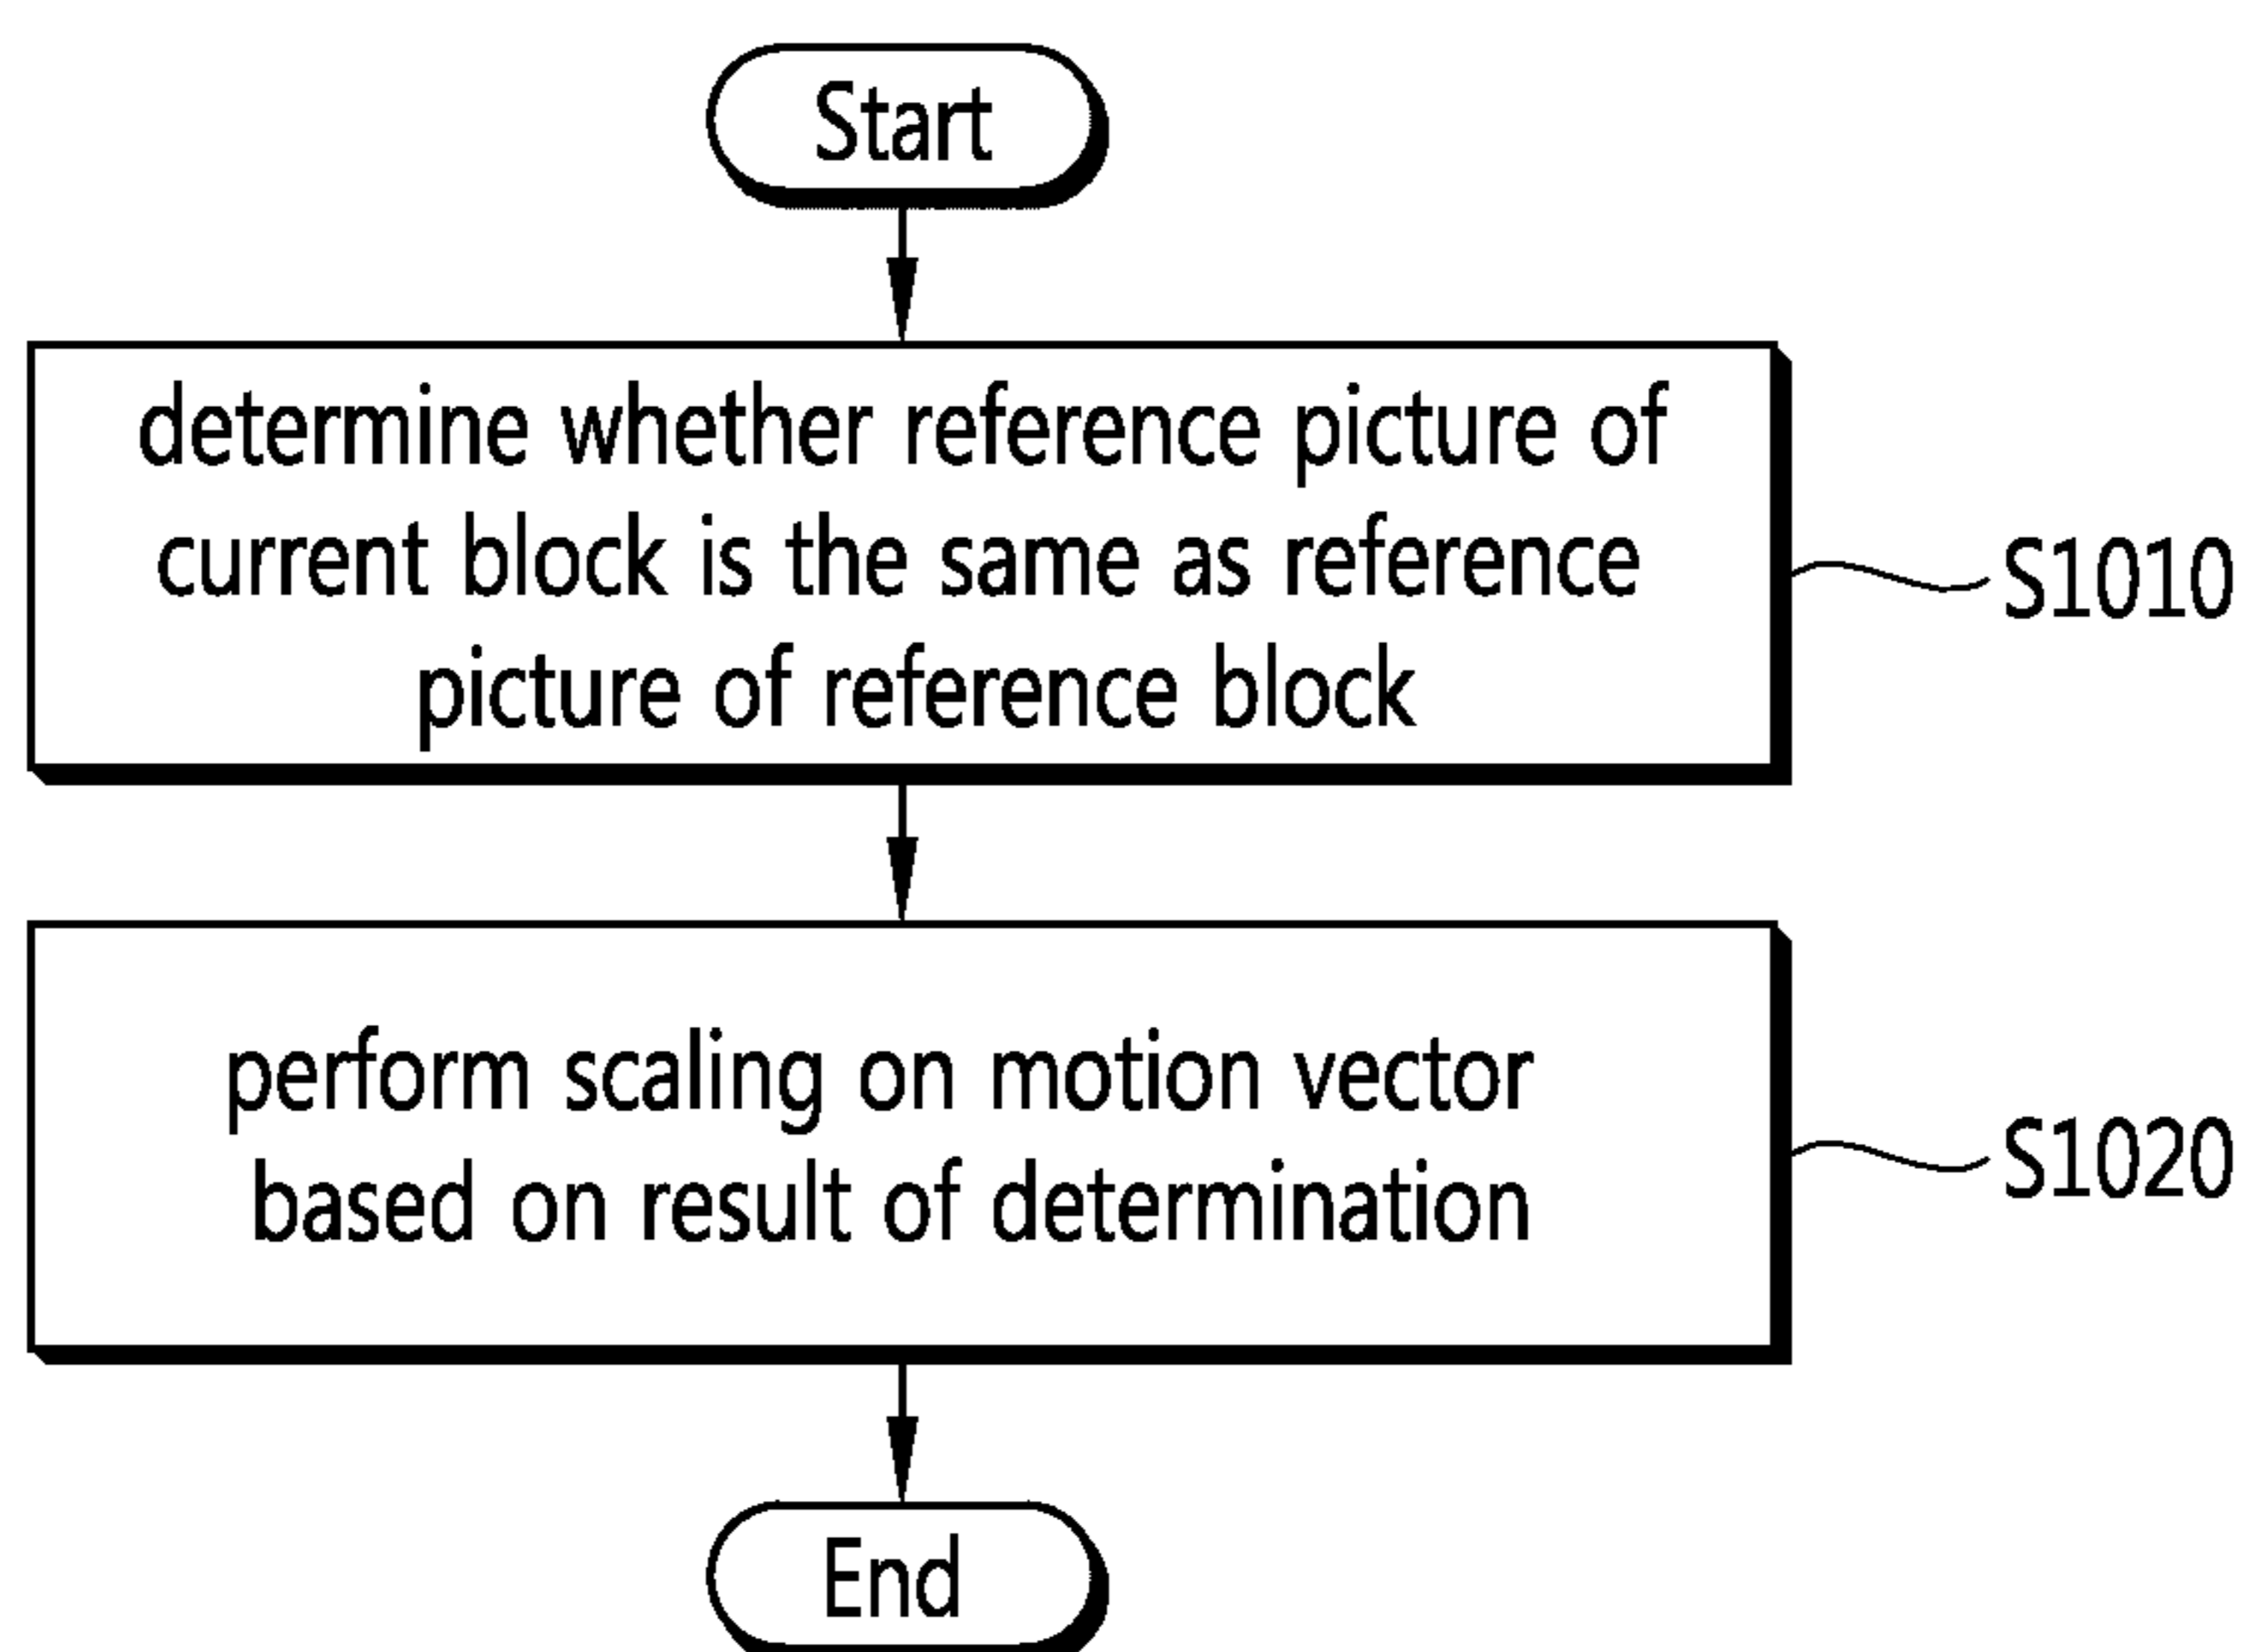 Start
determine whether reference picture of
current block is the same as reference
picture of reference block
S1010
perform scaling on motion vector
based on result of determination
S1020
End